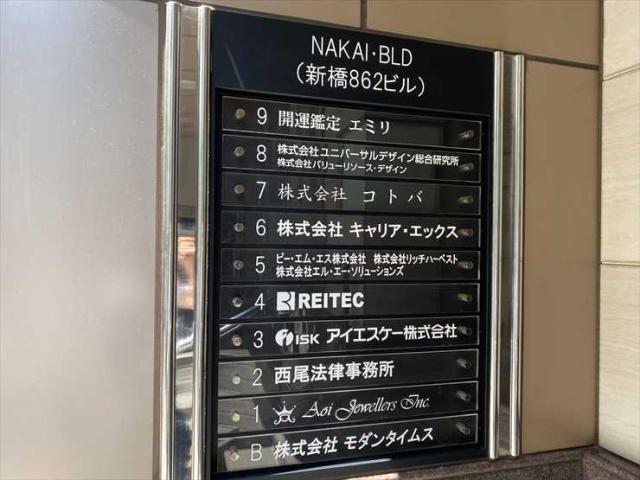 NAKAI・BLD
(新橋862ビル)
9 開運鑑定 エミリ
8 株式会社ユニバーサルデザイン総合研究所
株式会社バリューリソース・デザイン
7 株式会社 コトバ
6 株式会社 キャリア・エックス
5 ピー・エム・エス株式会社 株式会社リッチハーベスト
株式会社エル・エー・ソリューションズ
4 REITEC
3 ISK アイエスケー株式会社
2 西尾法律事務所
1 Aoi Jewellers Inc.
B 株式会社 モダンタイムス